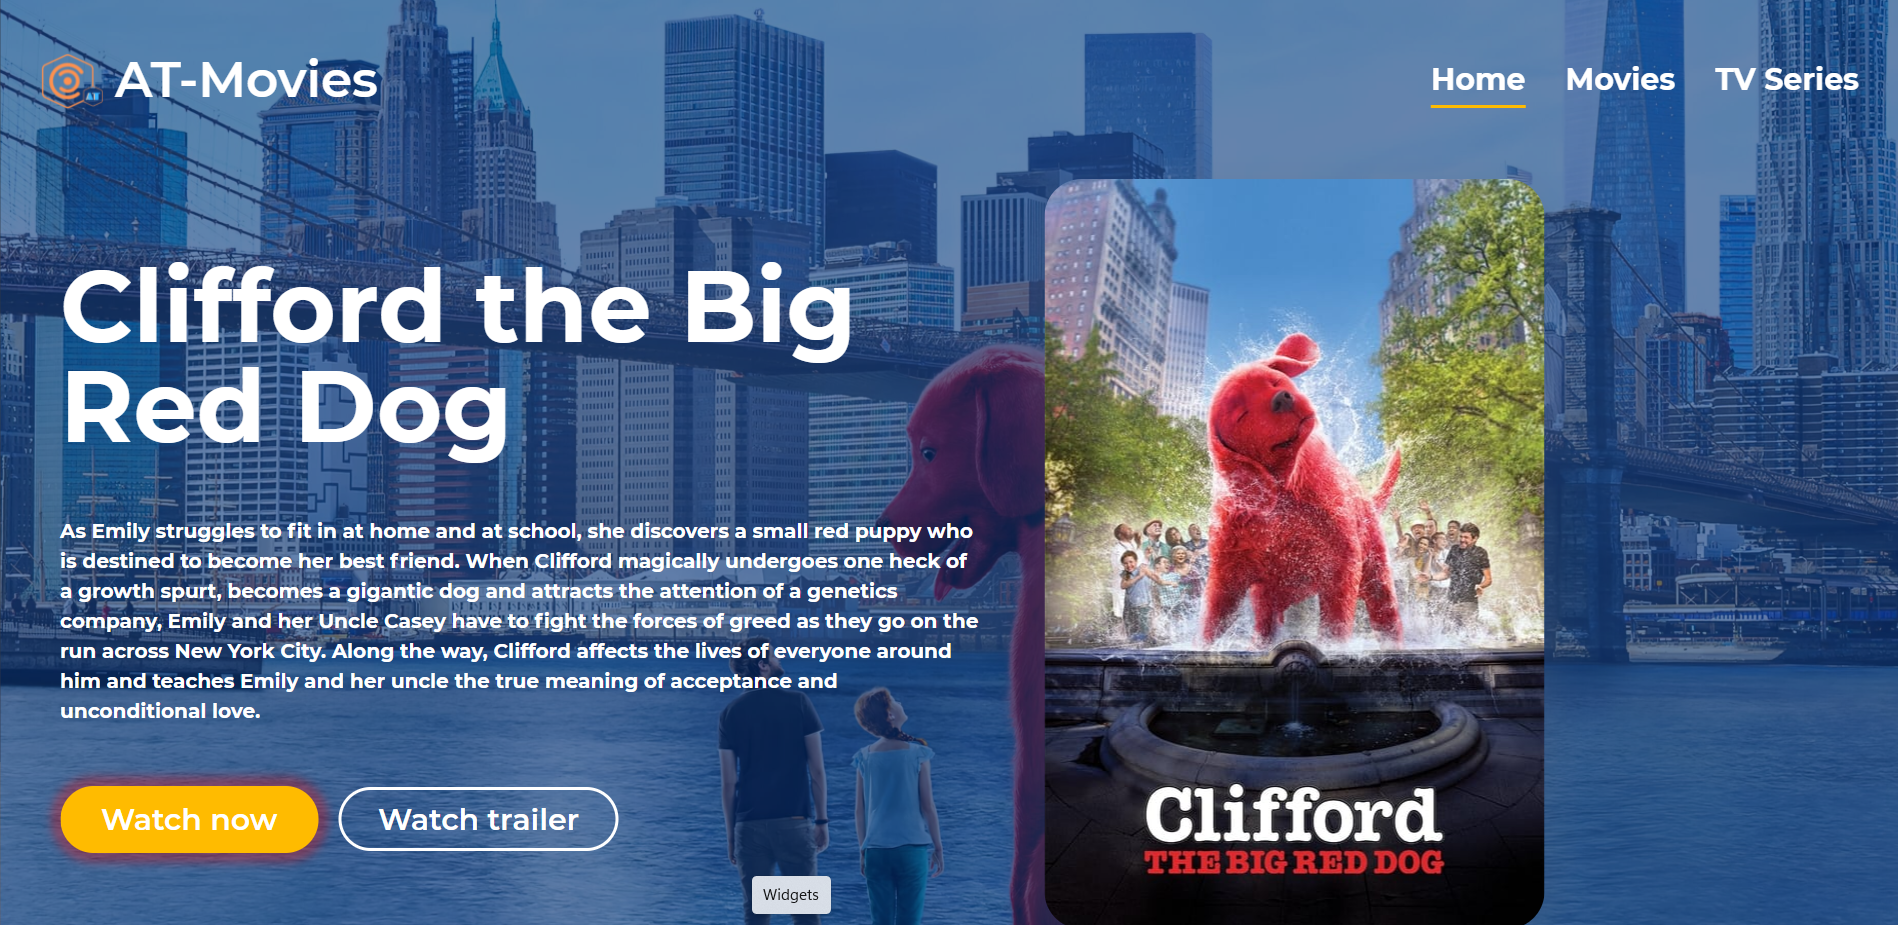 AT-Movies
Home
Movies
TV Series
Clifford the Big
Red Dog
As Emily struggles to fit in at home and at school, she discovers a small red puppy who
is destined to become her best friend. When Clifford magically undergoes one heck of
a growth spurt, becomes a gigantic dog and attracts the attention of a genetics
company, Emily and her Uncle Casey have to fight the forces of greed as they go on the
run across New York City. Along the way, Clifford affects the lives of everyone around
him and teaches Emily and her uncle the true meaning of acceptance and
unconditional love.
Watch now
Watch trailer
Clifford
THE BIG RED DOG
Widgets
AT